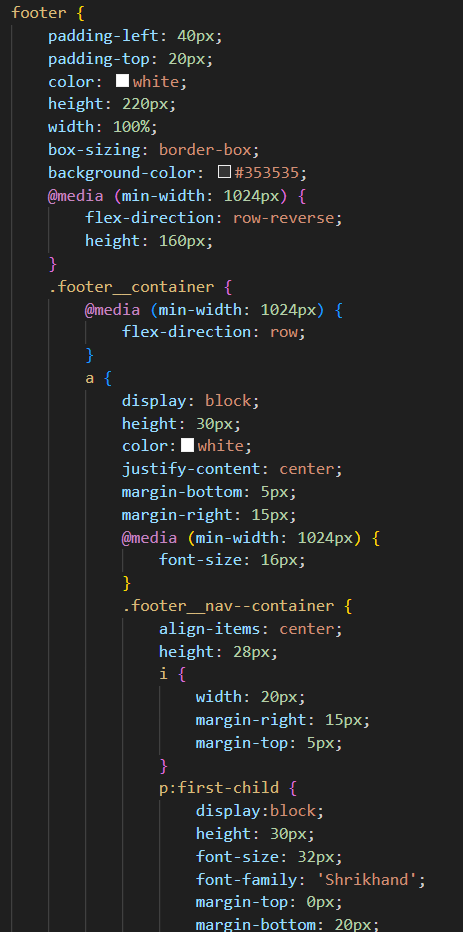 footer {
padding-left: 40px;
padding-top: 20px;
color: white;
height: 220px;
width: 100%;
box-sizing: border-box;
background-color: #353535;
@media (min-width: 1024px) {
flex-direction: row-reverse;
height: 160px;
}
.footer__container {
@media (min-width: 1024px) {
flex-direction: row;
}
a {
display: block;
height: 30px;
color: white;
justify-content: center;
margin-bottom: 5px;
margin-right: 15px;
@media (min-width: 1024px) {
font-size: 16px;
}
.footer__nav--container {
align-items: center;
height: 28px;
i {
width: 20px;
margin-right: 15px;
margin-top: 5px;
}
p:first-child {
display:block;
height: 30px;
font-size: 32px;
font-family: 'Shrikhand';
margin-top: 0px;
margin-bottom: 20px;